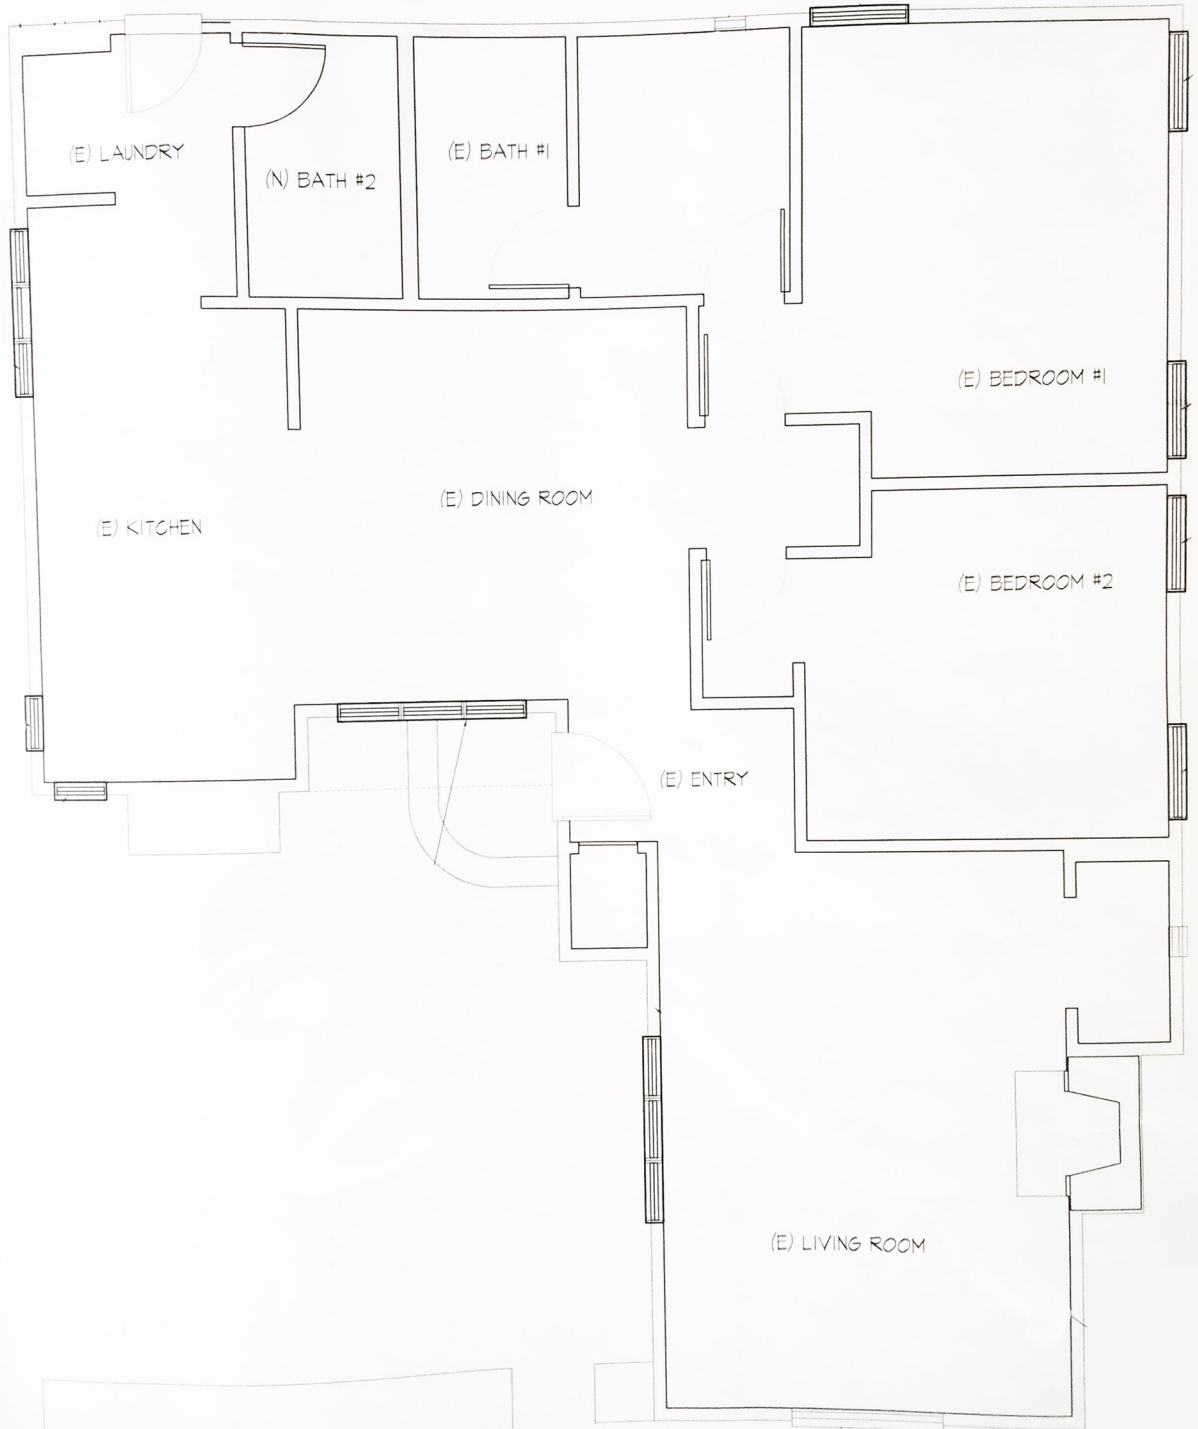 (E) LAUNDRY
(N) BATH #2
(E) BATH #1
(E) BEDROOM #1
(E) DINING ROOM
(E) KITCHEN
(E) BEDROOM #2
(E) ENTRY
(E) LIVING ROOM